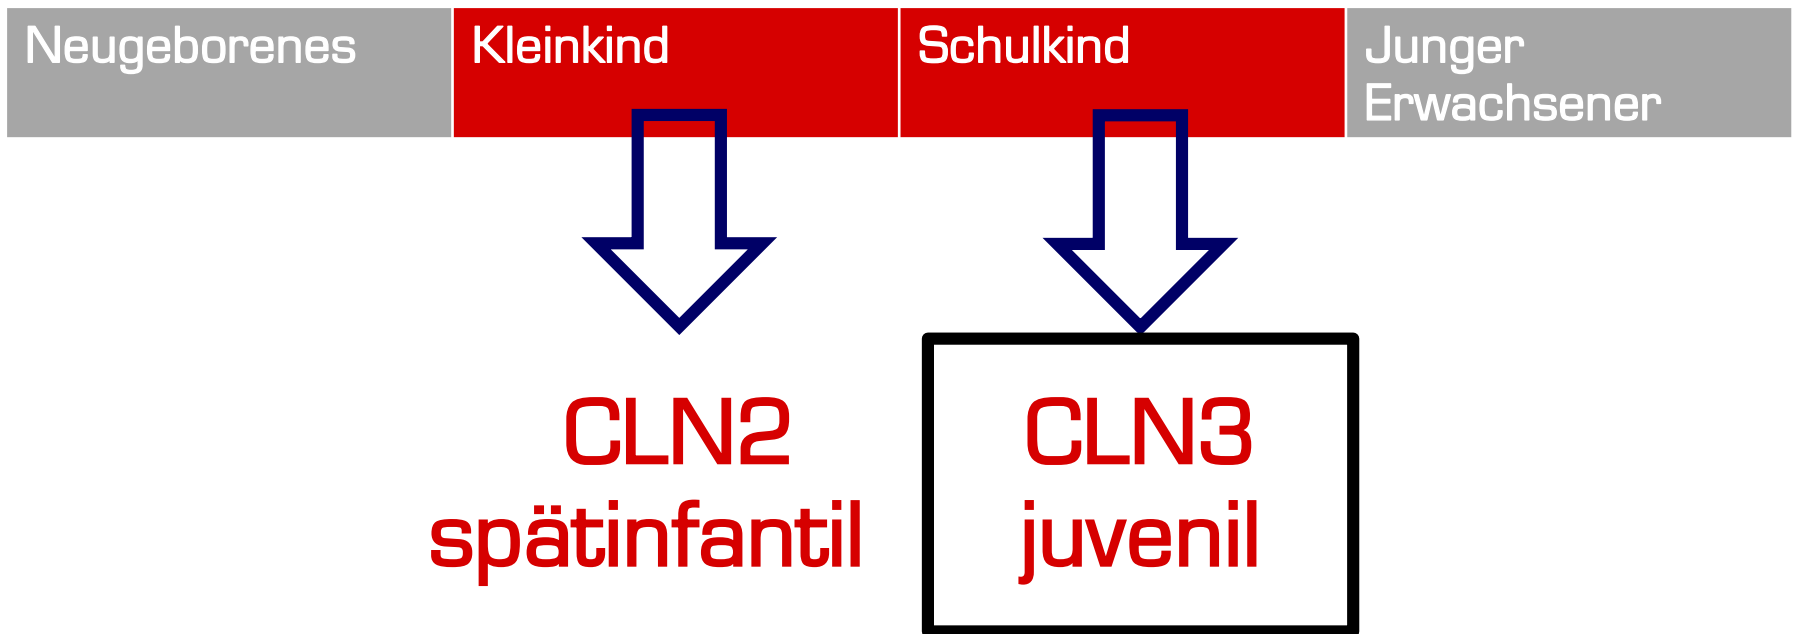 Neugeborenes
Kleinkind
Schulkind
Junger
Erwachsener
CLN2
spätinfantil
CLN3
juvenil